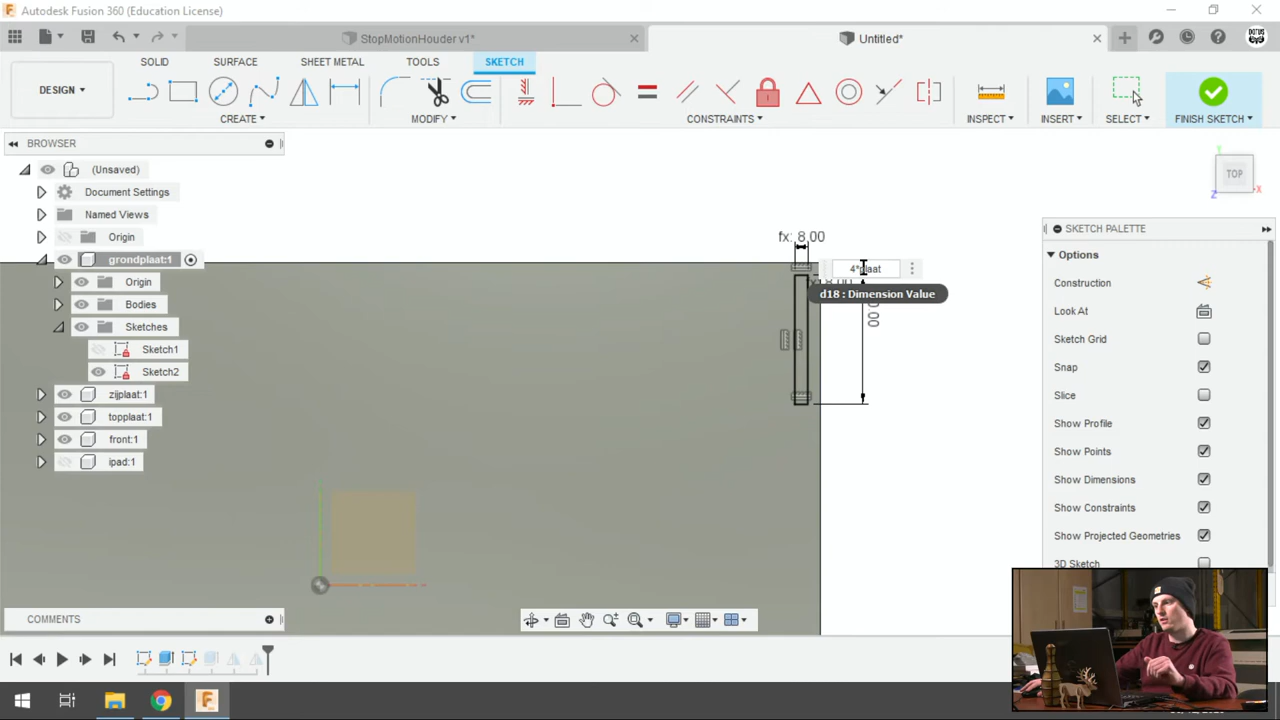 Autodesk Fusion 360 (Education License)
StopMotionHouder v1*
Untitled*
SOLID
SURFACE
SHEET METAL
TOOLS
SKETCH
DESIGN
CREATE
MODIFY
CONSTRAINTS
INSPECT
INSERT
SELECT
FINISH SKETCH
BROWSER
(Unsaved)
Document Settings
Named Views
Origin
grondplaat:1
Origin
Bodies
Sketches
Sketch1
Sketch2
zijplaat:1
topplaat:1
front:1
ipad:1
fx: 8.00
4*plaat
d18 : Dimension Value
TOP
X
Y
Z
SKETCH PALETTE
Options
Construction
Look At
Sketch Grid
Snap
Slice
Show Profile
Show Points
Show Dimensions
Show Constraints
Show Projected Geometries
3D Sketch
COMMENTS